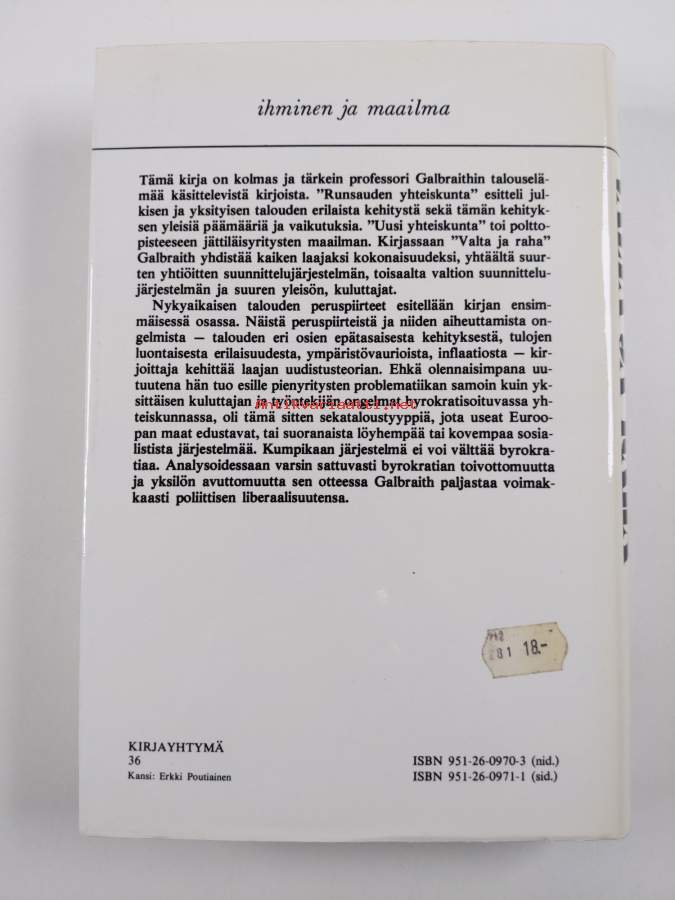 ihminen ja maailma
Tämä kirja on kolmas ja tärkein professori Galbraithin talouselä-
mää käsittelevistä kirjoista. ”Runsauden yhteiskunta” esitteli jul-
kisen ja yksityisen talouden erilaista kehitystä sekä tämän kehityk-
sen yleisiä päämääriä ja vaikutuksia. ”Uusi yhteiskunta” toi poltto-
pisteeseen jättiläisyritysten maailman. Kirjassaan ”Valta ja raha”
Galbraith yhdistää kaiken laajaksi kokonaisuudeksi, yhtäältä suur-
ten yhtiöitten suunnittelujärjestelmän, toisaalta valtion suunnittelu-
järjestelmän ja suuren yleisön, kuluttajat.
Nykyaikaisen talouden peruspiirteet esitellään kirjan ensim-
mäisessä osassa. Näistä peruspiirteistä ja niiden aiheuttamista on-
gelmista — talouden eri osien epätasaisesta kehityksestä, tulojen
luontaisesta erilaisuudesta, ympäristövaurioista, inflaatiosta — kir-
joittaja kehittää laajan uudistusteorian. Ehkä olennaisimpana uu-
tuutena hän tuo esille pienyritysten problematiikan samoin kuin yk-
sittäisen kuluttajan ja työntekijän ongelmat byrokratisoituvassa yh-
teiskunnassa, oli tämä sitten sekataloustyyppiä, jota useat Euroo-
pan maat edustavat, tai suoranaista löyhempää tai kovempaa sosia-
listista järjestelmää. Kumpikaan järjestelmä ei voi välttää byrokra-
tiaa. Analysoidessaan varsin sattuvasti byrokratian toivottomuutta
ja yksilön avuttomuutta sen otteessa Galbraith paljastaa voimak-
kaasti poliittisen liberaalisuutensa.
Antikvariaatti.net
281 18.-
KIRJAYHTYMÄ
36
Kansi: Erkki Poutiainen
ISBN 951-26-0970-3 (nid.)
ISBN 951-26-0971-1 (sid.)